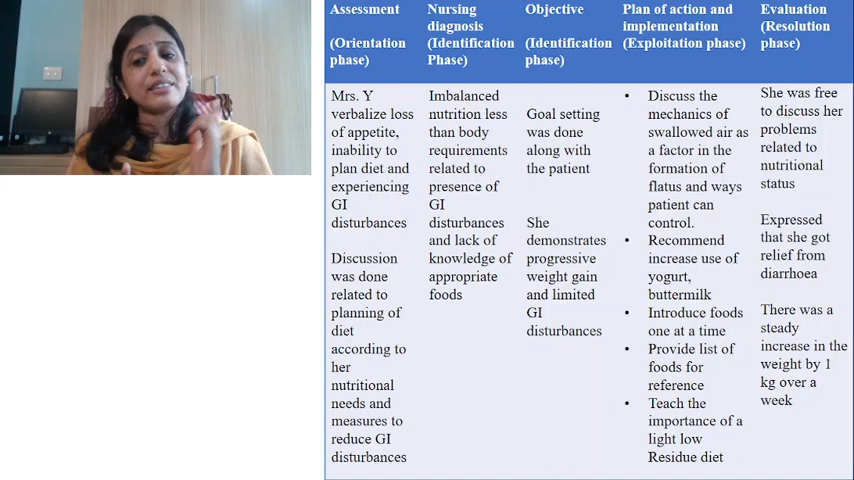 Assessment
(Orientation
phase)
Nursing
diagnosis
(Identification
Phase)
Objective
(Identification
phase)
Plan of action and
implementation
(Exploitation phase)
Evaluation
(Resolution
phase)
Mrs. Y
verbalize loss
of appetite,
inability to
plan diet and
experiencing
GI
disturbances
Discussion
was done
related to
planning of
diet
according to
her
nutritional
needs and
measures to
reduce GI
disturbances
Imbalanced
nutrition less
than body
requirements
related to
presence of
GI
disturbances
and lack of
knowledge of
appropriate
foods
Goal setting
was done
along with
the patient
She
demonstrates
progressive
weight gain
and limited
GI
disturbances
• Discuss the
mechanics of
swallowed air as
a factor in the
formation of
flatus and ways
patient can
control.
• Recommend
increase use of
yogurt,
buttermilk
• Introduce foods
one at a time
• Provide list of
foods for
reference
• Teach the
importance of a
light low
Residue diet
She was free
to discuss her
problems
related to
nutritional
status
Expressed
that she got
relief from
diarrhoea
There was a
steady
increase in the
weight by 1
kg over a
week